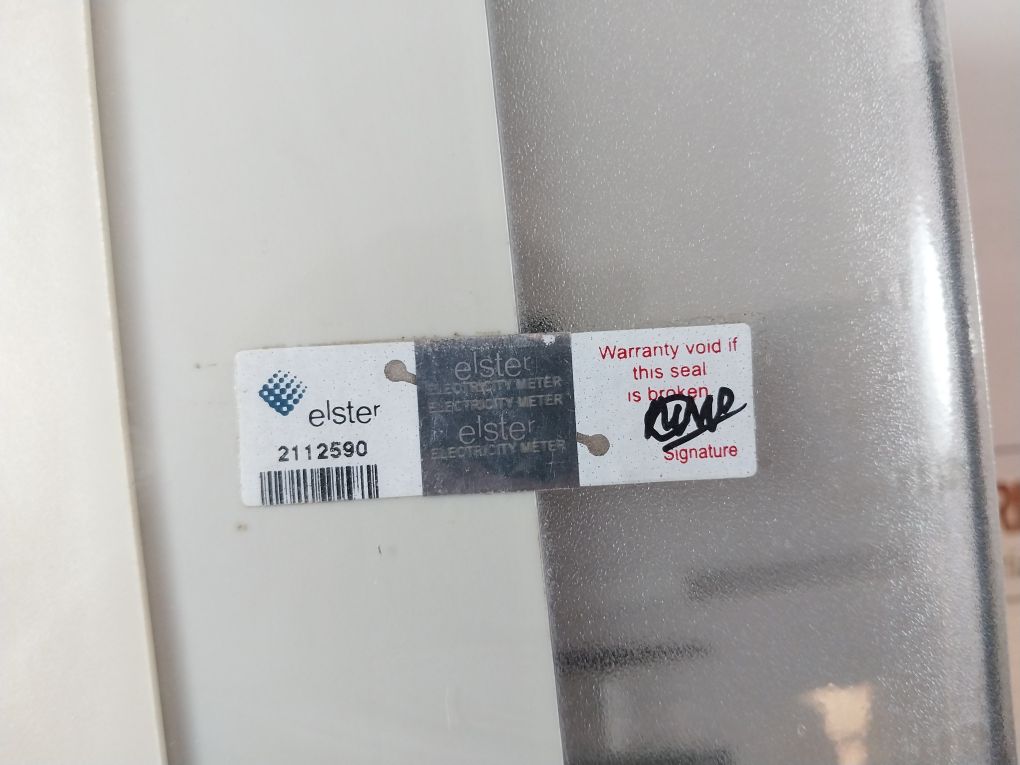 elster
2112590
elster
ELECTRICITY METER
ELECTRICITY METER
elster
ELECTRICITY METER
Warranty void if
this seal
is broken
Signature